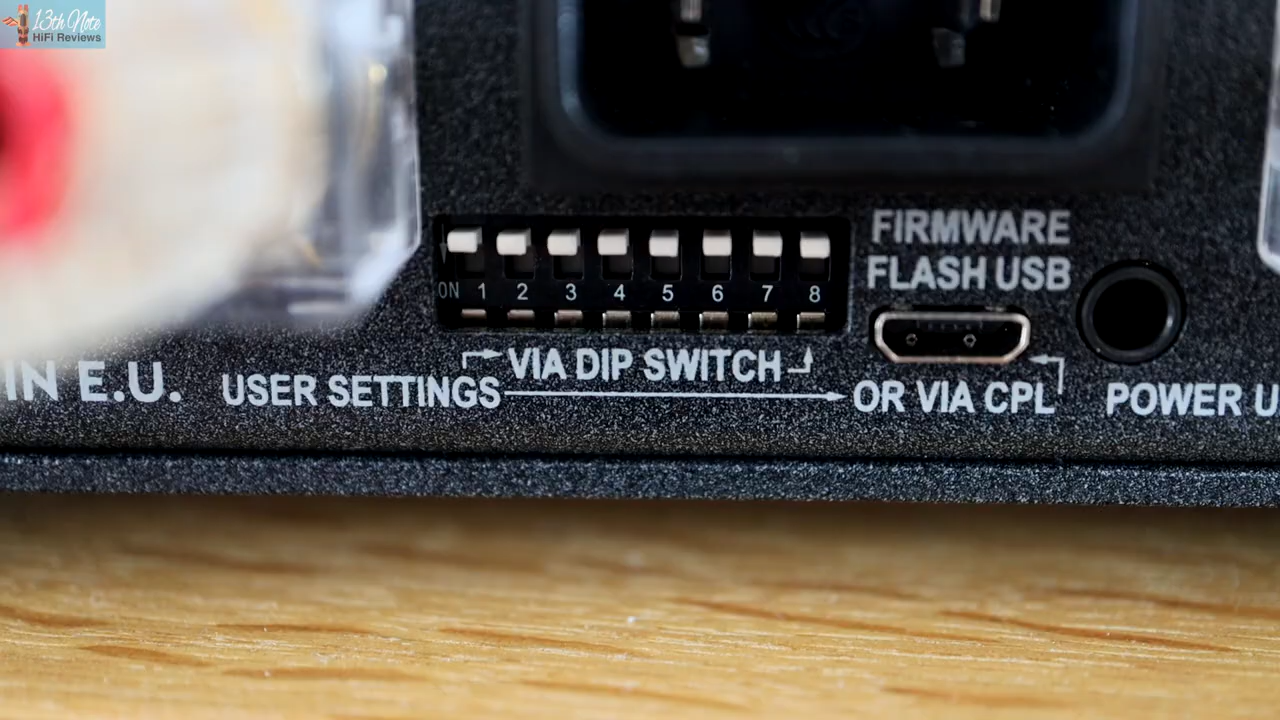 13th Note
HiFi Reviews
FIRMWARE
FLASH USB
ON 1 2 3 4 5 6 7 8
VIA DIP SWITCH
IN E.U. USER SETTINGS OR VIA CPL POWER U